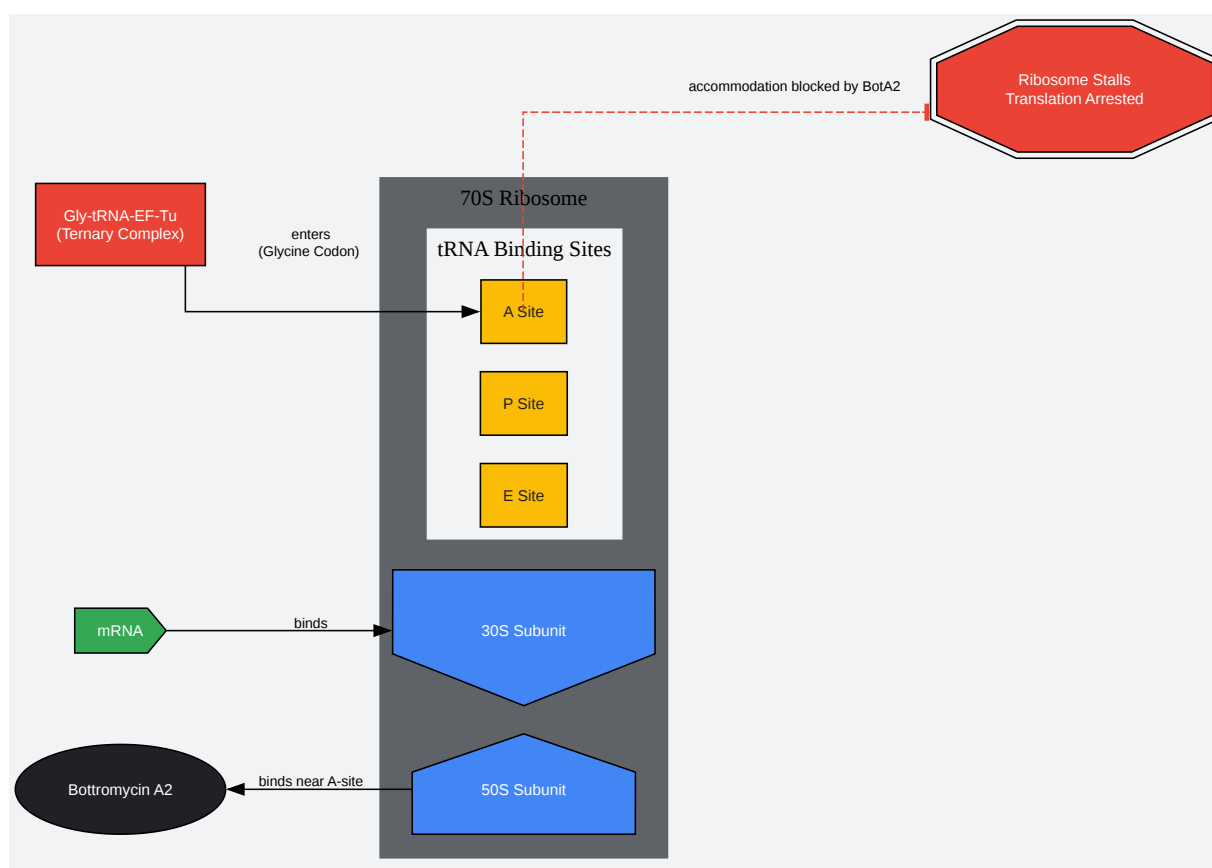 Ribosome Stalls
Translation Arrested
accommodation blocked by BotA2
70S Ribosome
Gly-tRNA-EF-Tu
(Ternary Complex)
enters
(Glycine Codon)
tRNA Binding Sites
A Site
P Site
E Site
mRNA
binds
30S Subunit
Bottromycin A2
binds near A-site
50S Subunit